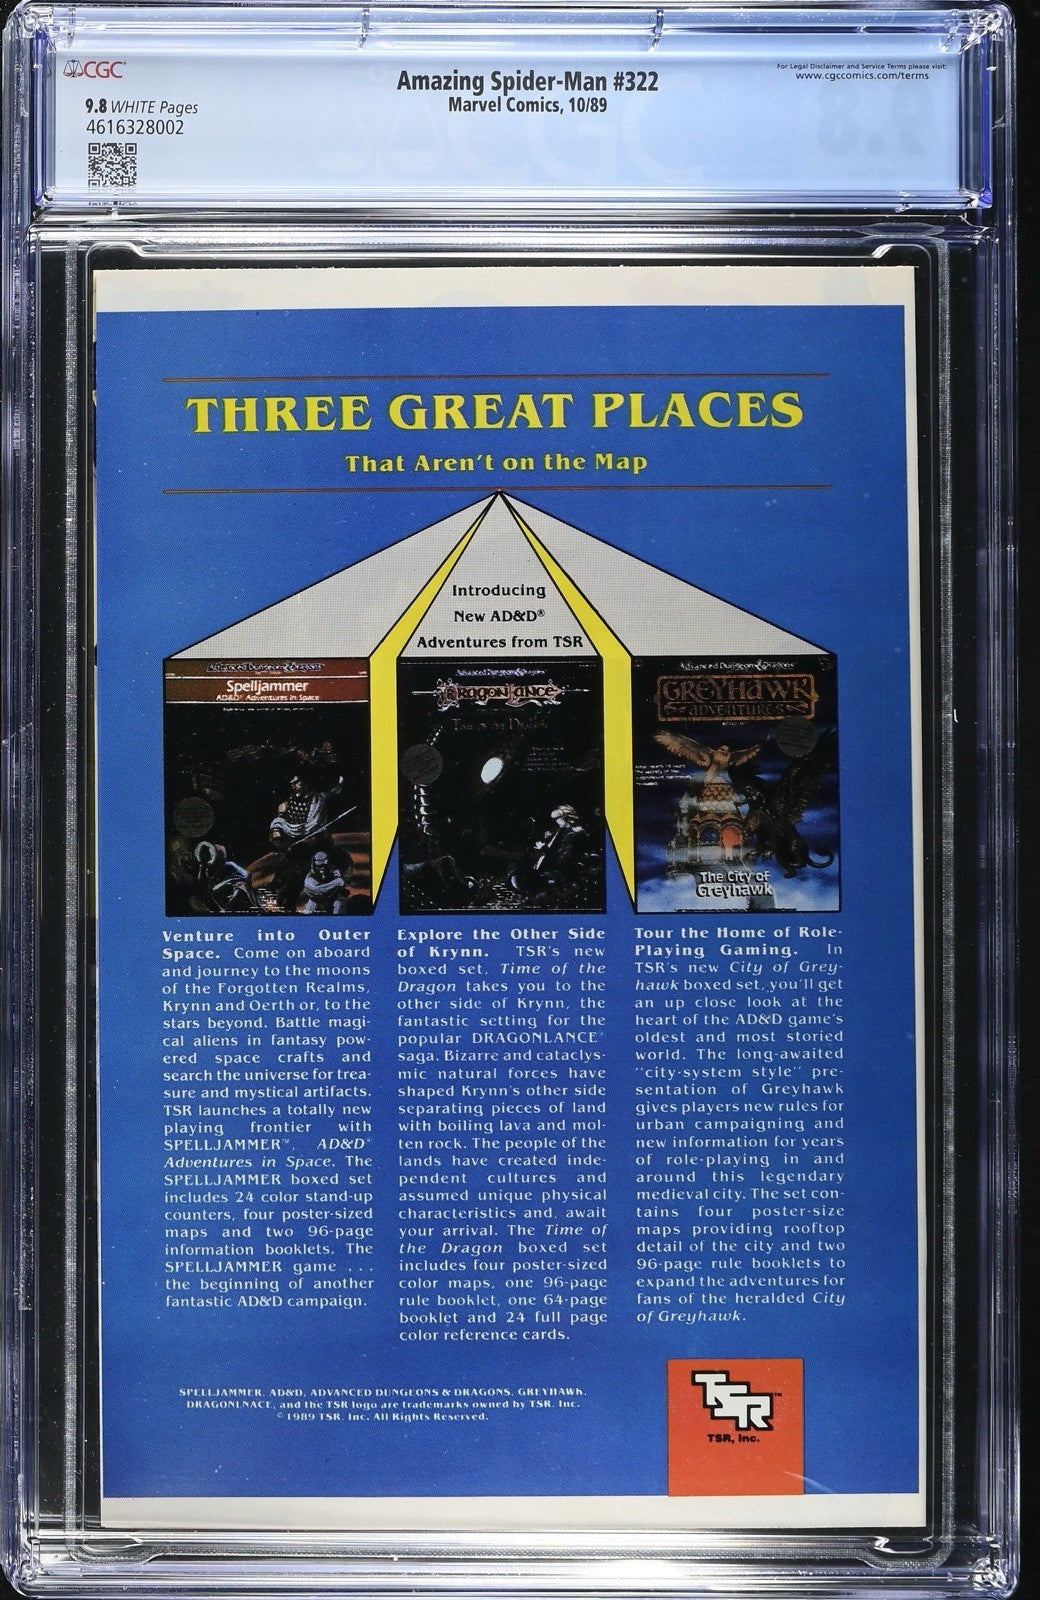 CGC
For Legal Disclaimer and Service Terms please visit:
www.cgccomics.com/terms
Amazing Spider-Man #322
Marvel Comics, 10/89
9.8 WHITE Pages
4616328002
THREE GREAT PLACES
That Aren't on the Map
Introducing
New AD&D®
Adventures from TSR
Advanced Dungeons & Dragons
Spelljammer
AD&D Adventures in Space
Advanced Dungeons & Dragons
DRAGONLANCE
Time of the Dragon
Advanced Dungeons & Dragons
GREYHAWK
ADVENTURES
The City of
Greyhawk
Venture into Outer
Space. Come on aboard
and journey to the moons
of the Forgotten Realms,
Krynn and Oerth or, to the
stars beyond. Battle magi-
cal aliens in fantasy pow-
ered space crafts and
search the universe for trea-
sure and mystical artifacts.
TSR launches a totally new
playing frontier with
SPELLJAMMER™, AD&D®
Adventures in Space. The
SPELLJAMMER boxed set
includes 24 color stand-up
counters, four poster-sized
maps and two 96-page
information booklets. The
SPELLJAMMER game . . .
the beginning of another
fantastic AD&D campaign.
Explore the Other Side
of Krynn. TSR's new
boxed set, Time of the
Dragon takes you to the
other side of Krynn, the
fantastic setting for the
popular DRAGONLANCE®
saga. Bizarre and cataclys-
mic natural forces have
shaped Krynn's other side
separating pieces of land
with boiling lava and mol-
ten rock. The people of the
lands have created inde-
pendent cultures and
assumed unique physical
characteristics and, await
your arrival. The Time of
the Dragon boxed set
includes four poster-sized
color maps, one 96-page
rule booklet, one 64-page
booklet and 24 full page
color reference cards.
Tour the Home of Role-
Playing Gaming. In
TSR's new City of Grey-
hawk boxed set, you'll get
an up close look at the
heart of the AD&D game's
oldest and most storied
world. The long-awaited
"city-system style" pre-
sentation of Greyhawk
gives players new rules for
urban campaigning and
new information for years
of role-playing in and
around this legendary
medieval city. The set con-
tains four poster-size
maps providing rooftop
detail of the city and two
96-page rule booklets to
expand the adventures for
fans of the heralded City
of Greyhawk.
SPELLJAMMER, AD&D, ADVANCED DUNGEONS & DRAGONS, GREYHAWK,
DRAGONLNACE, and the TSR logo are trademarks owned by TSR, Inc.
©1989 TSR, Inc. All Rights Reserved.
TSR™
TSR, Inc.